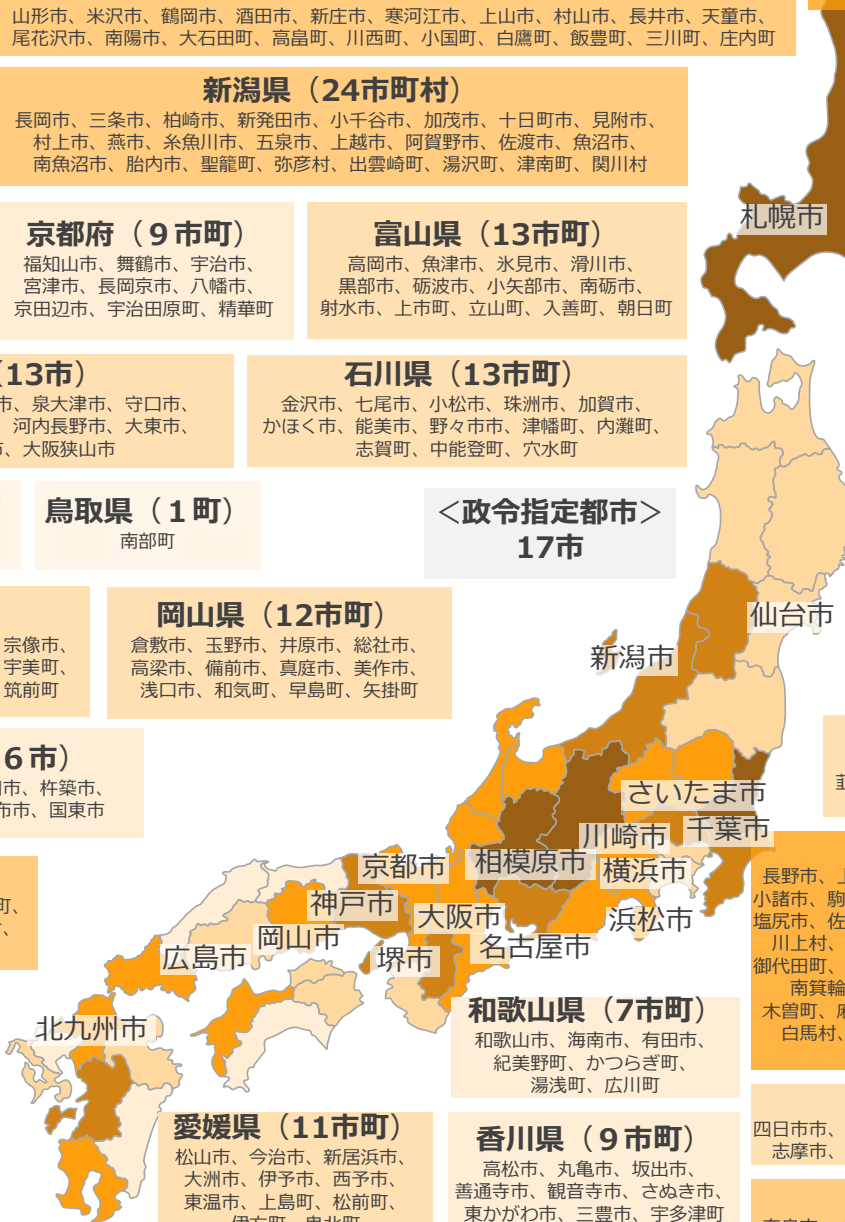 山形市、米沢市、鶴岡市、酒田市、新庄市、寒河江市、上山市、村山市、長井市、天童市、
尾花沢市、南陽市、大石田町、高畠町、川西町、小国町、白鷹町、飯豊町、三川町、庄内町
新潟県（24市町村）
長岡市、三条市、柏崎市、新発田市、小千谷市、加茂市、十日町市、見附市、
村上市、燕市、糸魚川市、五泉市、上越市、阿賀野市、佐渡市、魚沼市、
南魚沼市、胎内市、聖籠町、弥彦村、出雲崎町、湯沢町、津南町、関川村
京都府（９市町）
福知山市、舞鶴市、宇治市、
宮津市、長岡京市、八幡市、
京田辺市、宇治田原町、精華町
富山県（13市町）
高岡市、魚津市、氷見市、滑川市、
黒部市、砺波市、小矢部市、南砺市、
射水市、上市町、立山町、入善町、朝日町
（13市）
市、泉大津市、守口市、
河内長野市、大東市、
、大阪狭山市
石川県（13市町）
金沢市、七尾市、小松市、珠洲市、加賀市、
かほく市、能美市、野々市市、津幡町、内灘町、
志賀町、中能登町、穴水町
鳥取県（１町）
南部町
＜政令指定都市＞
17市
宗像市、
宇美町、
筑前町
岡山県（12市町）
倉敷市、玉野市、井原市、総社市、
高梁市、備前市、真庭市、美作市、
浅口市、和気町、早島町、矢掛町
６市）
市、杵築市、
布市、国東市
町、
、
札幌市
仙台市
新潟市
さいたま市
千葉市
川崎市
相模原市
横浜市
京都市
神戸市
大阪市
浜松市
岡山市
名古屋市
広島市
堺市
北九州市
長野市、上
小諸市、駒
塩尻市、佐
川上村、
御代田町、
南箕輪
木曽町、麻
白馬村、
和歌山県（7市町）
和歌山市、海南市、有田市、
紀美野町、かつらぎ町、
湯浅町、広川町
愛媛県（11市町）
松山市、今治市、新居浜市、
大洲市、伊予市、西予市、
東温市、上島町、松前町、
香川県（９市町）
高松市、丸亀市、坂出市、
善通寺市、観音寺市、さぬき市、
東かがわ市、三豊市、宇多津町
四日市市、
志摩市、